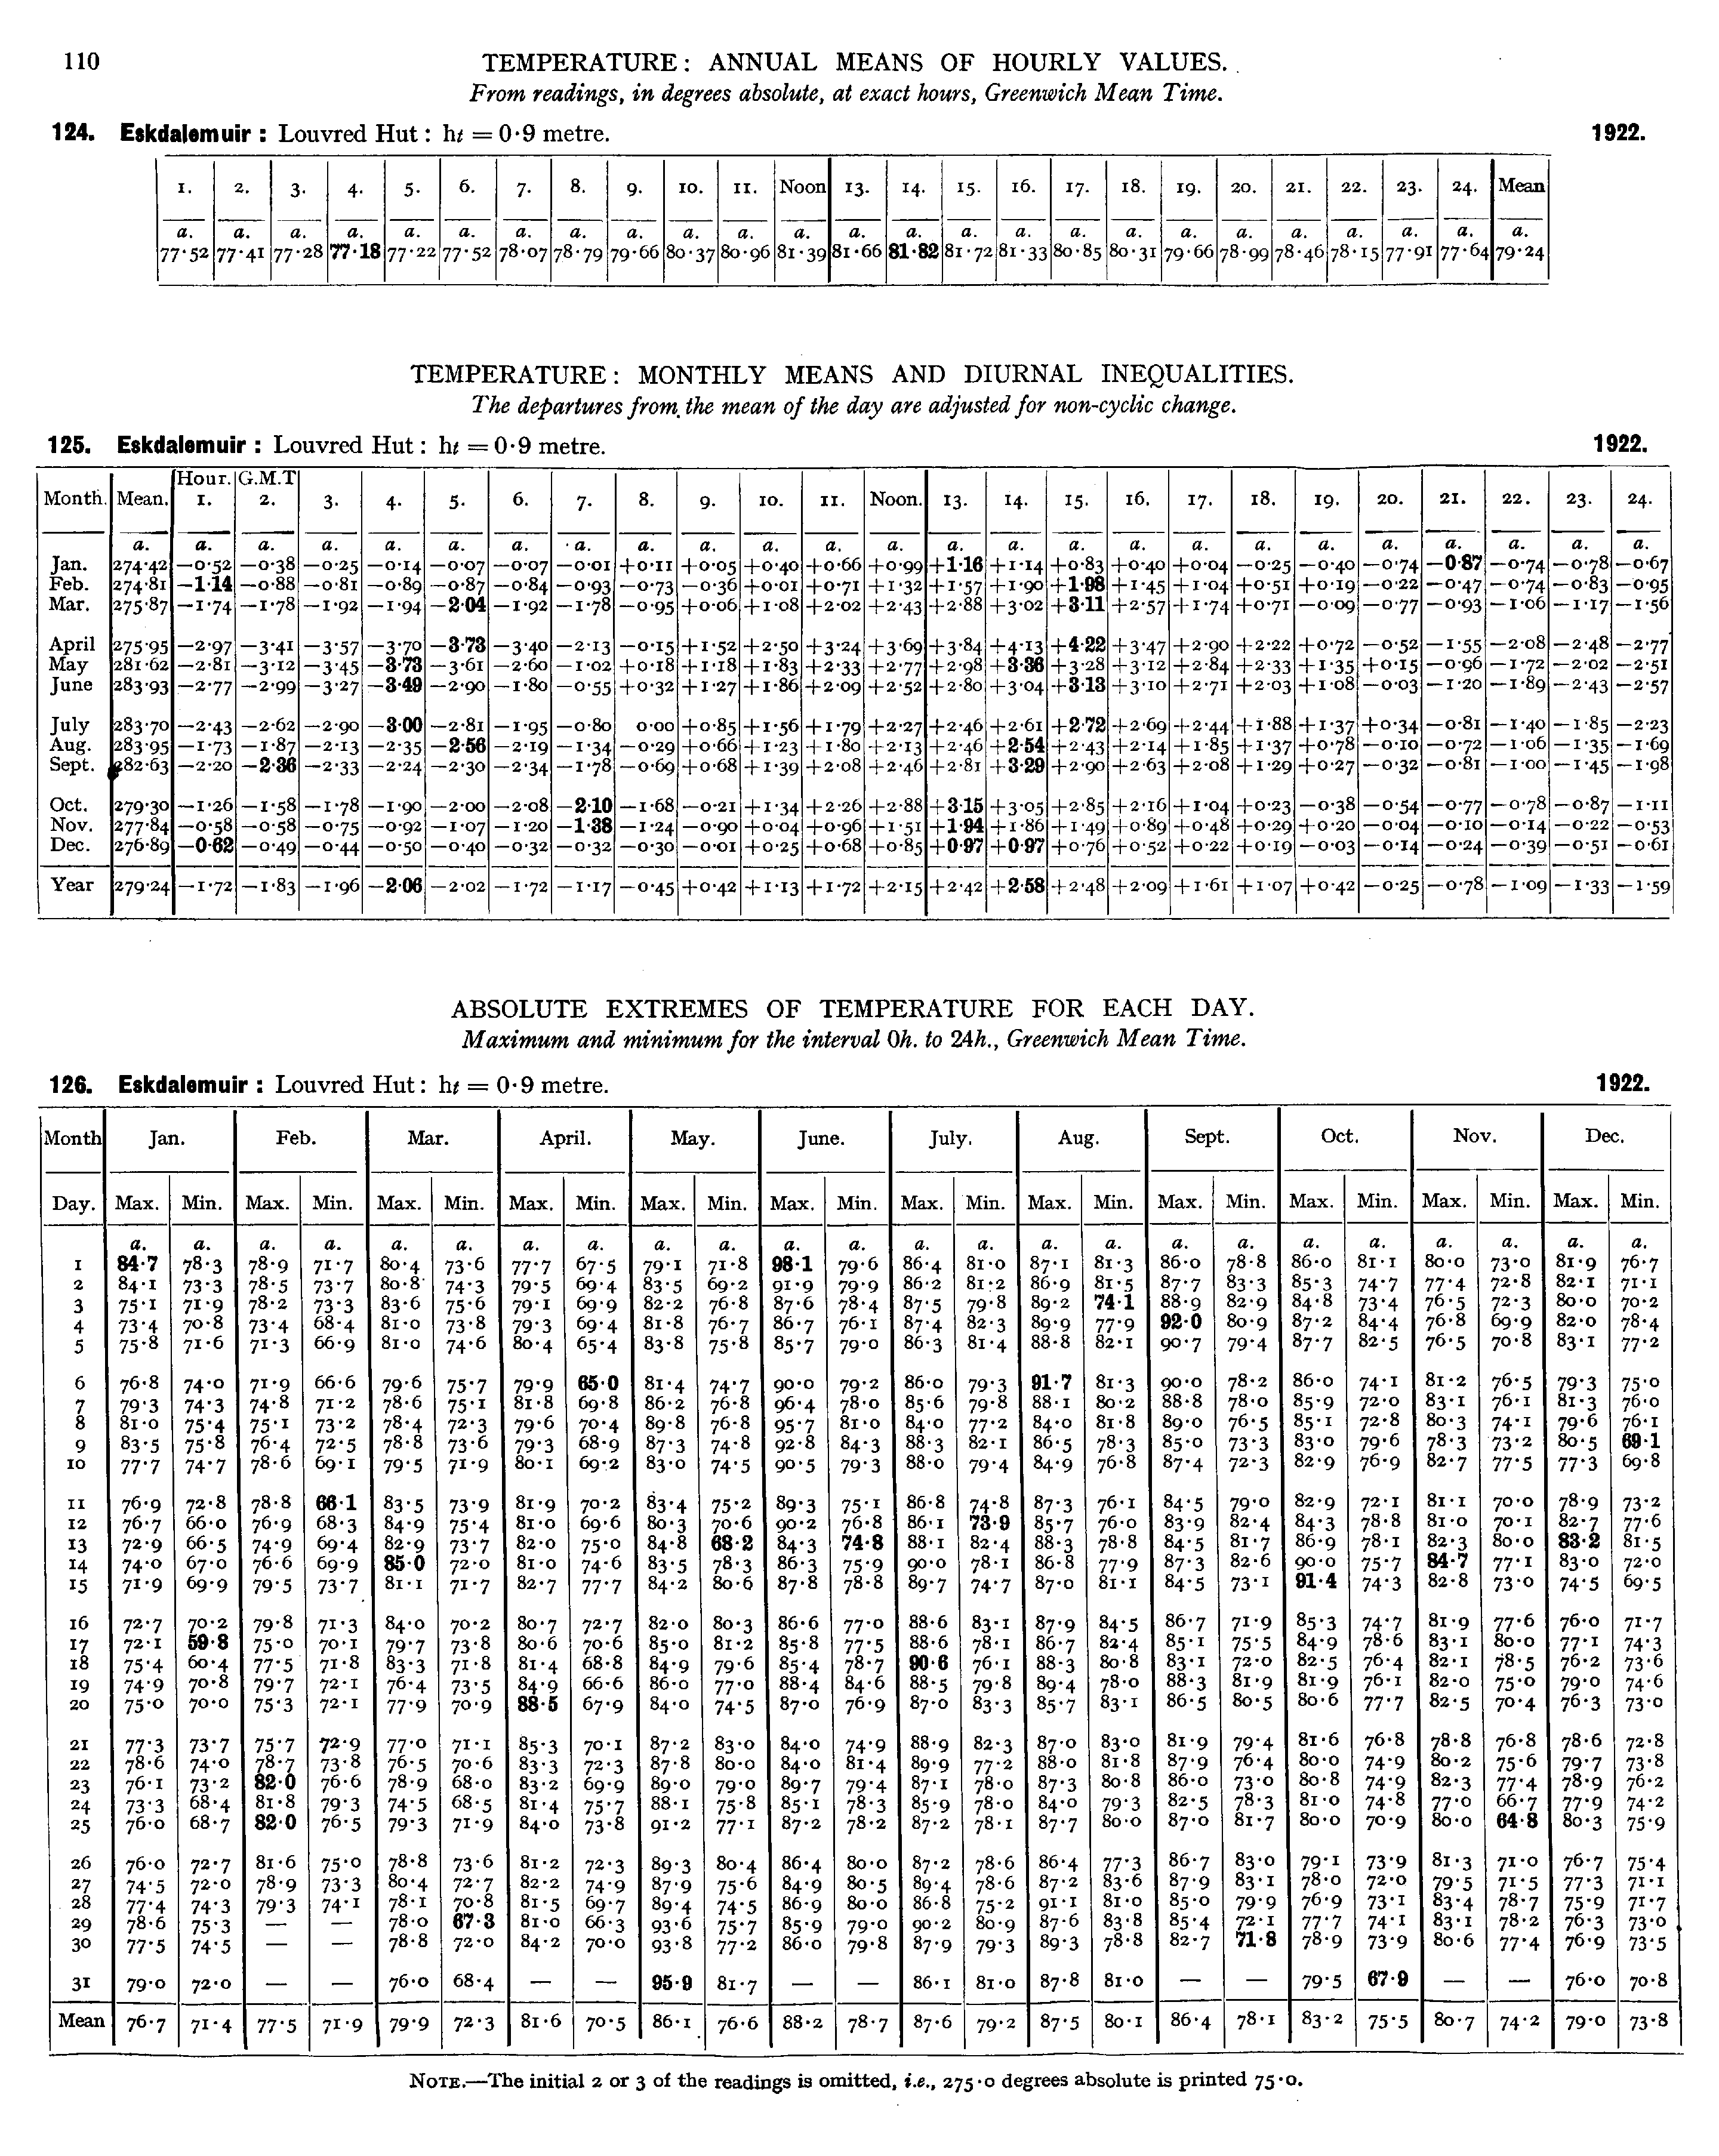 110
TEMPERATURE: ANNUAL MEANS OF HOURLY VALUES.
From readings, in degrees absolute, at exact hours, Greenwich Mean Time.
124. Eskdalemuir: Louvred Hut: ht = 0·9 metre. 1922.
1. 2. 3. 4. 5. 6. 7. 8. 9. 10. 11. Noon 13. 14. 15. 16. 17. 18. 19. 20. 21. 22. 23. 24. Mean
a. a. a. a. a. a. a. a. a. a. a. a. a. a. a. a. a. a. a. a. a. a. a. a. a.
77·52 77·41 77·28 77·18 77·22 77·52 78·07 78·79 79·66 80·37 80·96 81·39 81·66 81·82 81·72 81·33 80·85 80·31 79·66 78·99 78·46 78·15 77·91 77·64 79·24
TEMPERATURE: MONTHLY MEANS AND DIURNAL INEQUALITIES.
The departures from the mean of the day are adjusted for non-cyclic change.
125. Eskdalemuir: Louvred Hut: ht = 0·9 metre. 1922.
Hour. G.M.T
Month. Mean. 1. 2. 3. 4. 5. 6. 7. 8. 9. 10. 11. Noon. 13. 14. 15. 16. 17. 18. 19. 20. 21. 22. 23. 24.
a. a. a. a. a. a. a. a. a. a. a. a. a. a. a. a. a. a. a. a. a. a. a. a. a.
Jan. 274·42 −0·52 −0·38 −0·25 −0·14 −0·07 −0·07 −0·01 +0·11 +0·05 +0·40 +0·66 +0·99 +1·16 +1·14 +0·83 +0·40 +0·04 −0·25 −0·40 −0·74 −0·87 −0·74 −0·78 −0·67
Feb. 274·81 −1·14 −0·88 −0·81 −0·89 −0·87 −0·84 −0·93 −0·73 −0·36 +0·01 +0·71 +1·32 +1·57 +1·90 +1·98 +1·45 +1·04 +0·51 +0·19 −0·22 −0·47 −0·74 −0·83 −0·95
Mar. 275·87 −1·74 −1·78 −1·92 −1·94 −2·04 −1·92 −1·78 −0·95 +0·06 +1·08 +2·02 +2·43 +2·88 +3·02 +3·11 +2·57 +1·74 +0·71 −0·09 −0·77 −0·93 −1·06 −1·17 −1·56
April 275·95 −2·97 −3·41 −3·57 −3·70 −3·73 −3·40 −2·13 −0·15 +1·52 +2·50 +3·24 +3·69 +3·84 +4·13 +4·22 +3·47 +2·90 +2·22 +0·72 −0·52 −1·55 −2·08 −2·48 −2·77
May 281·62 −2·81 −3·12 −3·45 −3·73 −3·61 −2·60 −1·02 +0·18 +1·18 +1·83 +2·33 +2·77 +2·98 +3·36 +3·28 +3·12 +2·84 +2·33 +1·35 +0·15 −0·96 −1·72 −2·02 −2·51
June 283·93 −2·77 −2·99 −3·27 −3·49 −2·90 −1·80 −0·55 +0·32 +1·27 +1·86 +2·09 +2·52 +2·80 +3·04 +3·13 +3·10 +2·71 +2·03 +1·08 −0·03 −1·20 −1·89 −2·43 −2·57
July 283·70 −2·43 −2·62 −2·90 −3·00 −2·81 −1·95 −0·80 0·00 +0·85 +1·56 +1·79 +2·27 +2·46 +2·61 +2·72 +2·69 +2·44 +1·88 +1·37 +0·34 −0·81 −1·40 −1·85 −2·23
Aug. 283·95 −1·73 −1·87 −2·13 −2·35 −2·56 −2·19 −1·34 −0·29 +0·66 +1·23 +1·80 +2·13 +2·46 +2·54 +2·43 +2·14 +1·85 +1·37 +0·78 −0·10 −0·72 −1·06 −1·35 −1·69
Sept. 282·63 −2·20 −2·36 −2·33 −2·24 −2·30 −2·34 −1·78 −0·69 +0·68 +1·39 +2·08 +2·46 +2·81 +3·29 +2·90 +2·63 +2·08 +1·29 +0·27 −0·32 −0·81 −1·00 −1·45 −1·98
Oct. 279·30 −1·26 −1·58 −1·78 −1·90 −2·00 −2·08 −2·10 −1·68 −0·21 +1·34 +2·26 +2·88 +3·15 +3·05 +2·85 +2·16 +1·04 +0·23 −0·38 −0·54 −0·77 −0·78 −0·87 −1·11
Nov. 277·84 −0·58 −0·58 −0·75 −0·92 −1·07 −1·20 −1·38 −1·24 −0·90 +0·04 +0·96 +1·51 +1·94 +1·86 +1·49 +0·89 +0·48 +0·29 +0·20 −0·04 −0·10 −0·14 −0·22 −0·53
Dec. 276·89 −0·62 −0·49 −0·44 −0·50 −0·40 −0·32 −0·32 −0·30 −0·01 +0·25 +0·68 +0·85 +0·97 +0·97 +0·76 +0·52 +0·22 +0·19 −0·03 −0·14 −0·24 −0·39 −0·51 −0·61
Year 279·24 −1·72 −1·83 −1·96 −2·06 −2·02 −1·72 −1·17 −0·45 +0·42 +1·13 +1·72 +2·15 +2·42 +2·58 +2·48 +2·09 +1·61 +1·07 +0·42 −0·25 −0·78 −1·09 −1·33 −1·59
ABSOLUTE EXTREMES OF TEMPERATURE FOR EACH DAY.
Maximum and minimum for the interval 0h. to 24h., Greenwich Mean Time.
126. Eskdalemuir: Louvred Hut: ht = 0·9 metre. 1922.
Month Jan. Feb. Mar. April. May. June. July. Aug. Sept. Oct. Nov. Dec.
Day. Max. Min. Max. Min. Max. Min. Max. Min. Max. Min. Max. Min. Max. Min. Max. Min. Max. Min. Max. Min. Max. Min. Max. Min.
a. a. a. a. a. a. a. a. a. a. a. a. a. a. a. a. a. a. a. a. a. a. a. a.
1 84·7 78·3 78·9 71·7 80·4 73·6 77·7 67·5 79·1 71·8 98·1 79·6 86·4 81·0 87·1 81·3 86·0 78·8 86·0 81·1 80·0 73·0 81·9 76·7
2 84·1 73·3 78·5 73·7 80·8 74·3 79·5 69·4 83·5 69·2 91·9 79·9 86·2 81·2 86·9 81·5 87·7 83·3 85·3 74·7 77·4 72·8 82·1 71·1
3 75·1 71·9 78·2 73·3 83·6 75·6 79·1 69·9 82·2 76·8 87·6 78·4 87·5 79·8 89·2 74·1 88·9 82·9 84·8 73·4 76·5 72·3 80·0 70·2
4 73·4 70·8 73·4 68·4 81·0 73·8 79·3 69·4 81·8 76·7 86·7 76·1 87·4 82·3 89·9 77·9 92·0 80·9 87·2 84·4 76·8 69·9 82·0 78·4
5 75·8 71·6 71·3 66·9 81·0 74·6 80·4 65·4 83·8 75·8 85·7 79·0 86·3 81·4 88·8 82·1 90·7 79·4 87·7 82·5 76·5 70·8 83·1 77·2
6 76·8 74·0 71·9 66·6 79·6 75·7 79·9 65·0 81·4 74·7 90·0 79·2 86·0 79·3 91·7 81·3 90·0 78·2 86·0 74·1 81·2 76·5 79·3 75·0
7 79·3 74·3 74·8 71·2 78·6 75·1 81·8 69·8 86·2 76·8 96·4 78·0 85·6 79·8 88·1 80·2 88·8 78·0 85·9 72·0 83·1 76·1 81·3 76·0
8 81·0 75·4 75·1 73·2 78·4 72·3 79·6 70·4 89·8 76·8 95·7 81·0 84·0 77·2 84·0 81·8 89·0 76·5 85·1 72·8 80·3 74·1 79·6 76·1
9 83·5 75·8 76·4 72·5 78·8 73·6 79·3 68·9 87·3 74·8 92·8 84·3 88·3 82·1 86·5 78·3 85·0 73·3 83·0 79·6 78·3 73·2 80·5 69·1
10 77·7 74·7 78·6 69·1 79·5 71·9 80·1 69·2 83·0 74·5 90·5 79·3 88·0 79·4 84·9 76·8 87·4 72·3 82·9 76·9 82·7 77·5 77·3 69·8
11 76·9 72·8 78·8 66·1 83·5 73·9 81·9 70·2 83·4 75·2 89·3 75·1 86·8 74·8 87·3 76·1 84·5 79·0 82·9 72·1 81·1 70·0 78·9 73·2
12 76·7 66·0 76·9 68·3 84·9 75·4 81·0 69·6 80·3 70·6 90·2 76·8 86·1 73·9 85·7 76·0 83·9 82·4 84·3 78·8 81·0 70·1 82·7 77·6
13 72·9 66·5 74·9 69·4 82·9 73·7 82·0 75·0 84·8 68·2 84·3 74·8 88·1 82·4 88·3 78·8 84·5 81·7 86·9 78·1 82·3 80·0 83·2 81·5
14 74·0 67·0 76·6 69·9 85·0 72·0 81·0 74·6 83·5 78·3 86·3 75·9 90·0 78·1 86·8 77·9 87·3 82·6 90·0 75·7 84·7 77·1 83·0 72·0
15 71·9 69·9 79·5 73·7 81·1 71·7 82·7 77·7 84·2 80·6 87·8 78·8 89·7 74·7 87·0 81·1 84·5 73·1 91·4 74·3 82·8 73·0 74·5 69·5
16 72·7 70·2 79·8 71·3 84·0 70·2 80·7 72·7 82·0 80·3 86·6 77·0 88·6 83·1 87·9 84·5 86·7 71·9 85·3 74·7 81·9 77·6 76·0 71·7
17 72·1 59·8 75·0 70·1 79·7 73·8 80·6 70·6 85·0 81·2 85·8 77·5 88·6 78·1 86·7 82·4 85·1 75·5 84·9 78·6 83·1 80·0 77·1 74·3
18 75·4 60·4 77·5 71·8 83·3 71·8 81·4 68·8 84·9 79·6 85·4 78·7 90·6 76·1 88·3 80·8 83·1 72·0 82·5 76·4 82·1 78·5 76·2 73·6
19 74·9 70·8 79·7 72·1 76·4 73·5 84·9 66·6 86·0 77·0 88·4 84·6 88·5 79·8 89·4 78·0 88·3 81·9 81·9 76·1 82·0 75·0 79·0 74·6
20 75·0 70·0 75·3 72·1 77·9 70·9 88·5 67·9 84·0 74·5 87·0 76·9 87·0 83·3 85·7 83·1 86·5 80·5 80·6 77·7 82·5 70·4 76·3 73·0
21 77·3 73·7 75·7 72·9 77·0 71·1 85·3 70·1 87·2 83·0 84·0 74·9 88·9 82·3 87·0 83·0 81·9 79·4 81·6 76·8 78·8 76·8 78·6 72·8
22 78·6 74·0 78·7 73·8 76·5 70·6 83·3 72·3 87·8 80·0 84·0 81·4 89·9 77·2 88·0 81·8 87·9 76·4 80·0 74·9 80·2 75·6 79·7 73·8
23 76·1 73·2 82·0 76·6 78·9 68·0 83·2 69·9 89·0 79·0 89·7 79·4 87·1 78·0 87·3 80·8 86·0 73·0 80·8 74·9 82·3 77·4 78·9 76·2
24 73·3 68·4 81·8 79·3 74·5 68·5 81·4 75·7 88·1 75·8 85·1 78·3 85·9 78·0 84·0 79·3 82·5 78·3 81·0 74·8 77·0 66·7 77·9 74·2
25 76·0 68·7 82·0 76·5 79·3 71·9 84·0 73·8 91·2 77·1 87·2 78·2 87·2 78·1 87·7 80·0 87·0 81·7 80·0 70·9 80·0 64·8 80·3 75·9
26 76·0 72·7 81·6 75·0 78·8 73·6 81·2 72·3 89·3 80·4 86·4 80·0 87·2 78·6 86·4 77·3 86·7 83·0 79·1 73·9 81·3 71·0 76·7 75·4
27 74·5 72·0 78·9 73·3 80·4 72·7 82·2 74·9 87·9 75·6 84·9 80·5 89·4 78·6 87·2 83·6 87·9 83·1 78·0 72·0 79·5 71·5 77·3 71·1
28 77·4 74·3 79·3 74·1 78·1 70·8 81·5 69·7 89·4 74·5 86·9 80·0 86·8 75·2 91·1 81·0 85·0 79·9 76·9 73·1 83·4 78·7 75·9 71·7
29 78·6 75·3 — — 78·0 67·3 81·0 66·3 93·6 75·7 85·9 79·0 90·2 80·9 87·6 83·8 85·4 72·1 77·7 74·1 83·1 78·2 76·3 73·0
30 77·5 74·5 — — 78·8 72·0 84·2 70·0 93·8 77·2 86·0 79·8 87·9 79·3 89·3 78·8 82·7 71·8 78·9 73·9 80·6 77·4 76·9 73·5
31 79·0 72·0 — — 76·0 68·4 — — 95·9 81·7 — — 86·1 81·0 87·8 81·0 — — 79·5 67·9 — — 76·0 70·8
Mean 76·7 71·4 77·5 71·9 79·9 72·3 81·6 70·5 86·1 76·6 88·2 78·7 87·6 79·2 87·5 80·1 86·4 78·1 83·2 75·5 80·7 74·2 79·0 73·8
NOTE.—The initial 2 or 3 of the readings is omitted, i.e., 275·0 degrees absolute is printed 75·0.